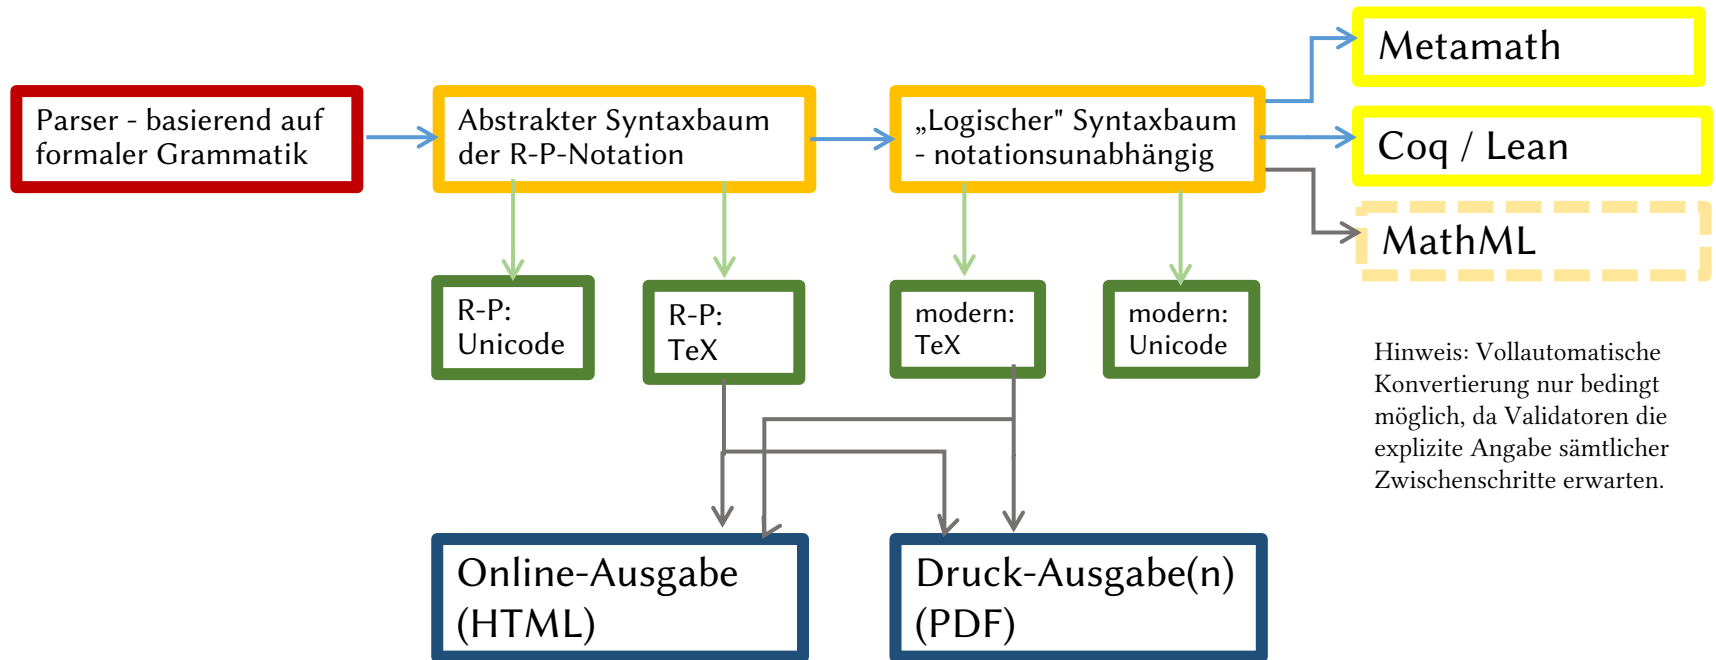 Metamath
Parser - basierend auf
formaler Grammatik
Abstrakter Syntaxbaum
der R-P-Notation
„Logischer" Syntaxbaum
- notationsunabhängig
Coq / Lean
MathML
R-P:
Unicode
R-P:
TeX
modern:
TeX
modern:
Unicode
Hinweis: Vollautomatische
Konvertierung nur bedingt
möglich, da Validatoren die
explizite Angabe sämtlicher
Zwischenschritte erwarten.
Online-Ausgabe
(HTML)
Druck-Ausgabe(n)
(PDF)